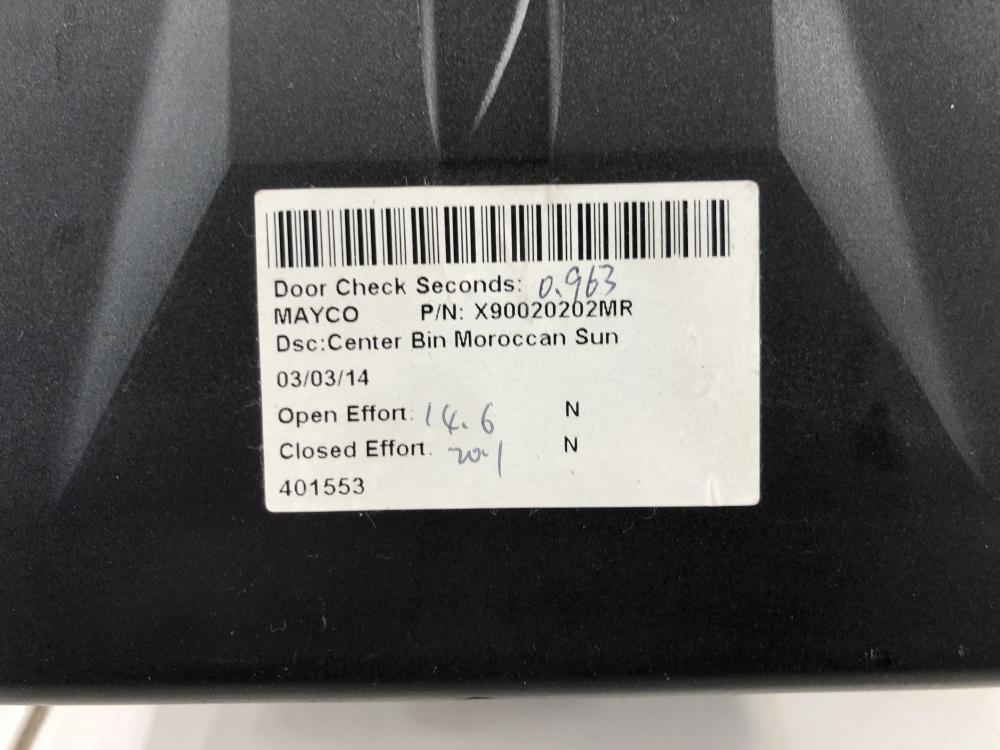 Door Check Seconds: 0.963
MAYCO P/N: X90020202MR
Dsc:Center Bin Moroccan Sun
03/03/14
Open Effort: 14.6 N
Closed Effort. 20.1 N
401553